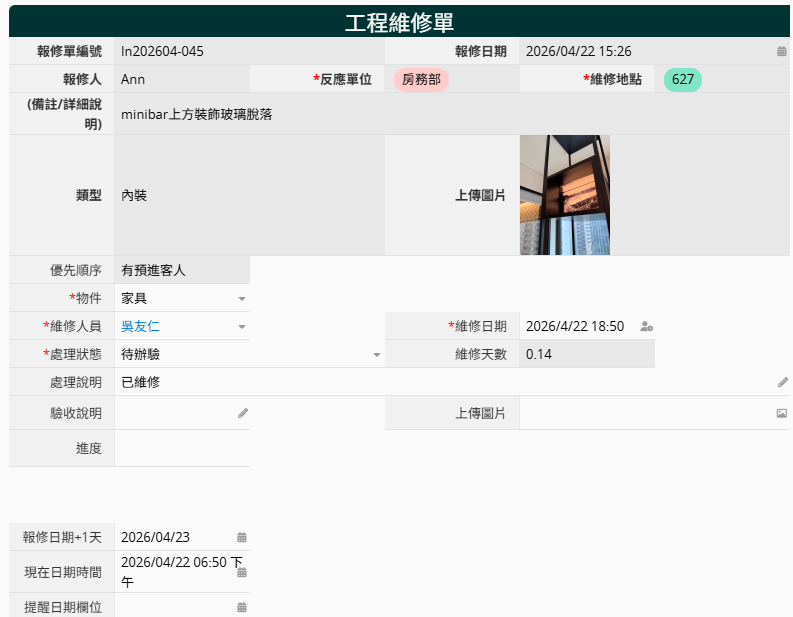 工程維修單
報修單編號 In202604-045 報修日期 2026/04/22 15:26
報修人 Ann *反應單位 房務部 *維修地點 627
(備註/詳細說
明) minibar上方裝飾玻璃脫落
類型 內裝 上傳圖片
優先順序 有預進客人
*物件 家具
*維修人員 吳友仁 *維修日期 2026/4/22 18:50
*處理狀態 待辦驗 維修天數 0.14
處理說明 已維修
驗收說明 上傳圖片
進度
報修日期+1天 2026/04/23
現在日期時間 2026/04/22 06:50 下
午
提醒日期欄位